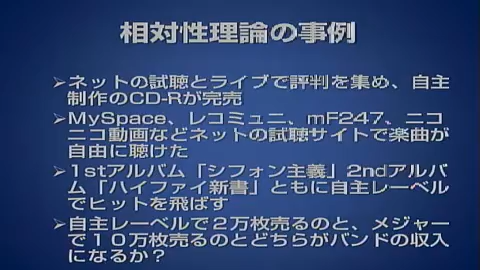 相対性理論の事例
➢ネットの試聴とライブで評判を集め、自主
制作のCD-Rが完売
➢MySpace、レコミュニ、mF247、ニコ
ニコ動画などネットの試聴サイトで楽曲が
自由に聴けた
➢1stアルバム「シフォン主義」2ndアルバ
ム「ハイファイ新書」ともに自主レーベル
でヒットを飛ばす
➢自主レーベルで２万枚売るのと、メジャー
で１０万枚売るのとどちらがバンドの収入
になるか？